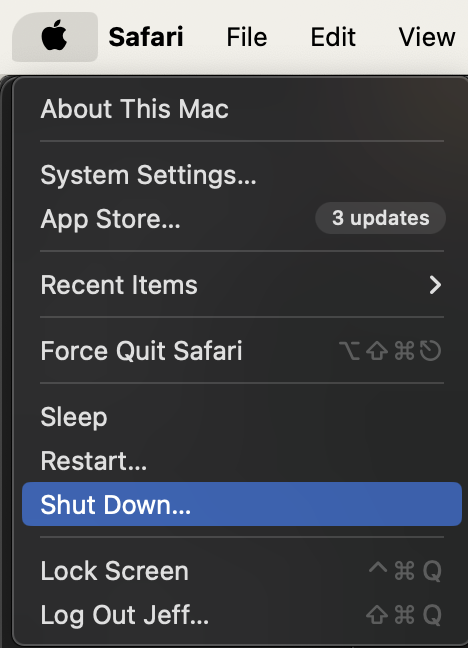 Safari File Edit View
About This Mac
System Settings...
App Store... 3 updates
Recent Items
Force Quit Safari ⌥⇧⌘⎋
Sleep
Restart...
Shut Down...
Lock Screen ^⌘Q
Log Out Jeff... ⇧⌘Q